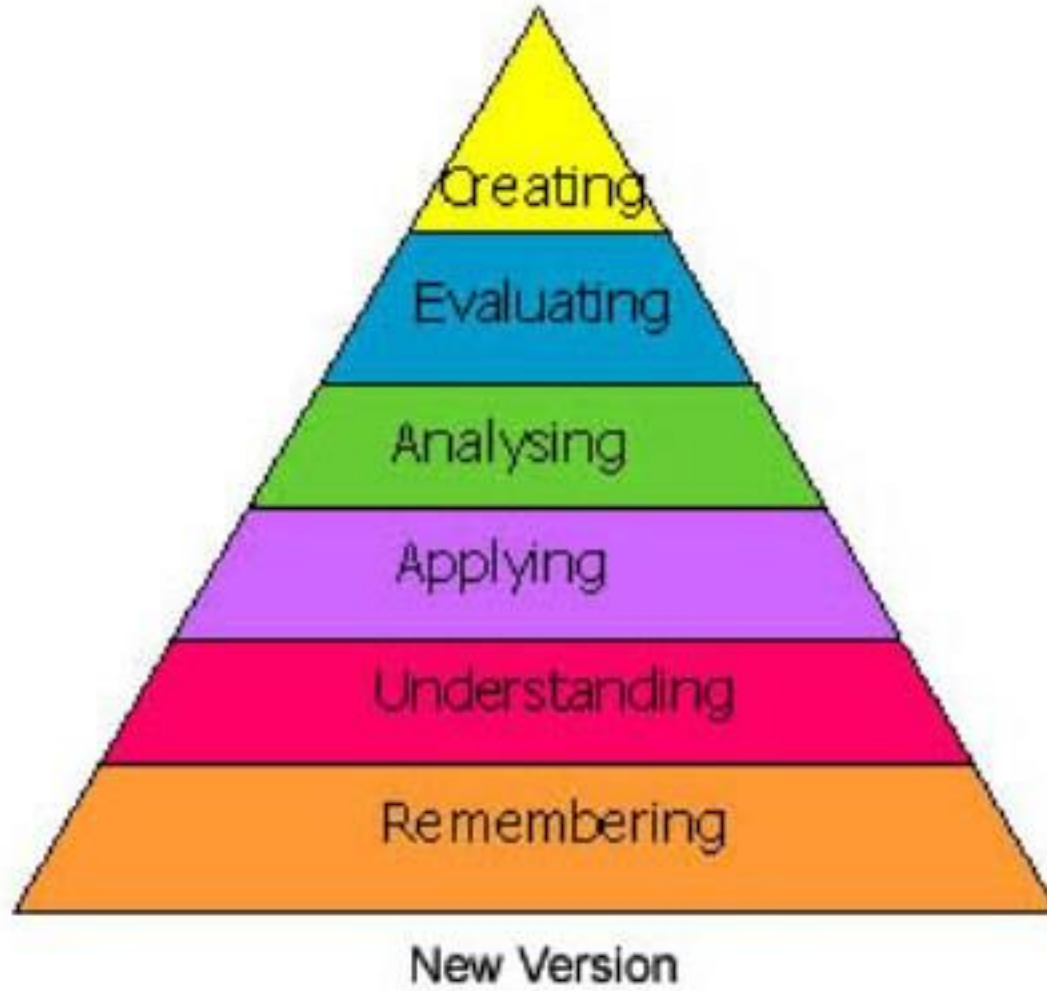 Creating
Evaluating
Analysing
Applying
Understanding
Remembering
New Version